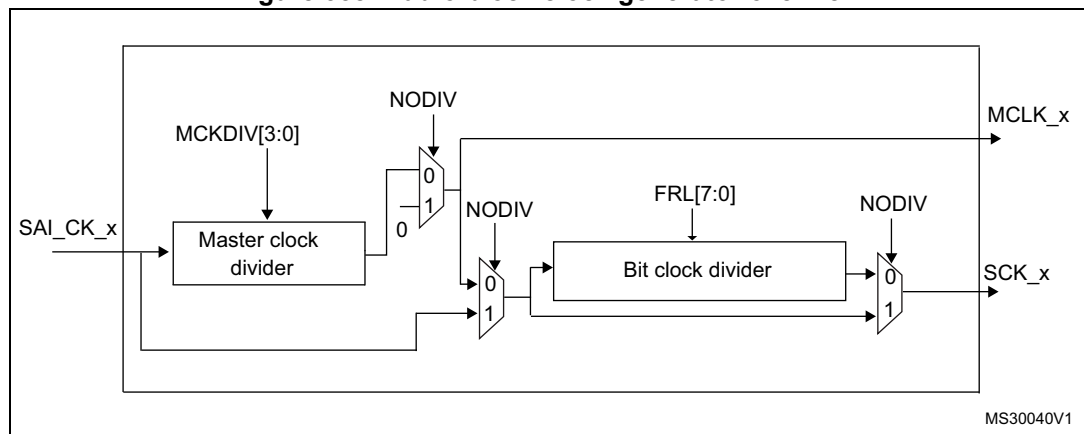 NODIV
MCLK_x
MCKDIV[3:0]
0
FRL[7:0]
NODIV
1
NODIV
SAI_CK_x
0
Master clock
divider
Bit clock divider
0
0
SCK_x
1
1
MS30040V1